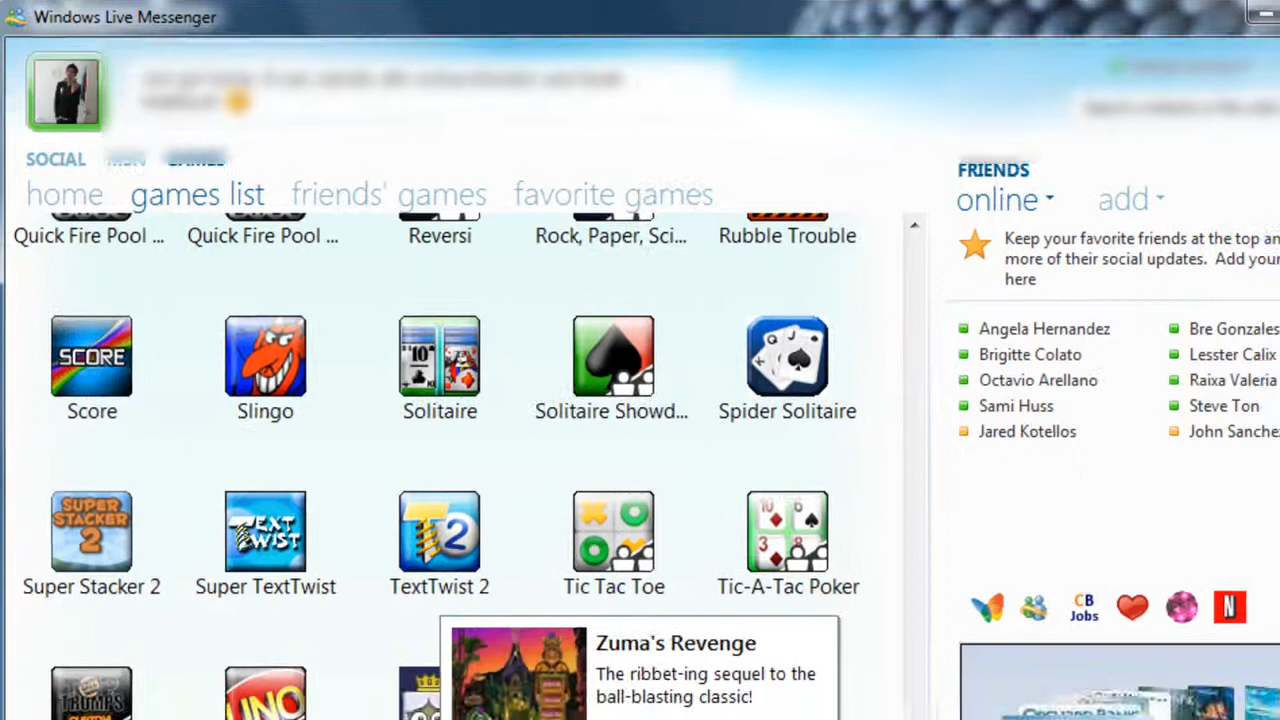 Windows Live Messenger
SOCIAL MSN GAMES
home games list friends' games favorite games
Quick Fire Pool ... Quick Fire Pool ... Reversi Rock, Paper, Sci... Rubble Trouble
SCORE
Score Slingo Solitaire Solitaire Showd... Spider Solitaire
SUPER STACKER 2
TEXT TWIST
T 2
Super Stacker 2 Super TextTwist TextTwist 2 Tic Tac Toe Tic-A-Tac Poker
TRUMP'S
UNO
Zuma's Revenge
The ribbet-ing sequel to the
ball-blasting classic!
FRIENDS
online add
Keep your favorite friends at the top an
more of their social updates. Add your
here
Angela Hernandez Bre Gonzales
Brigitte Colato Lesster Calix
Octavio Arellano Raixa Valeria
Sami Huss Steve Ton
Jared Kotellos John Sanche
CB
Jobs
N